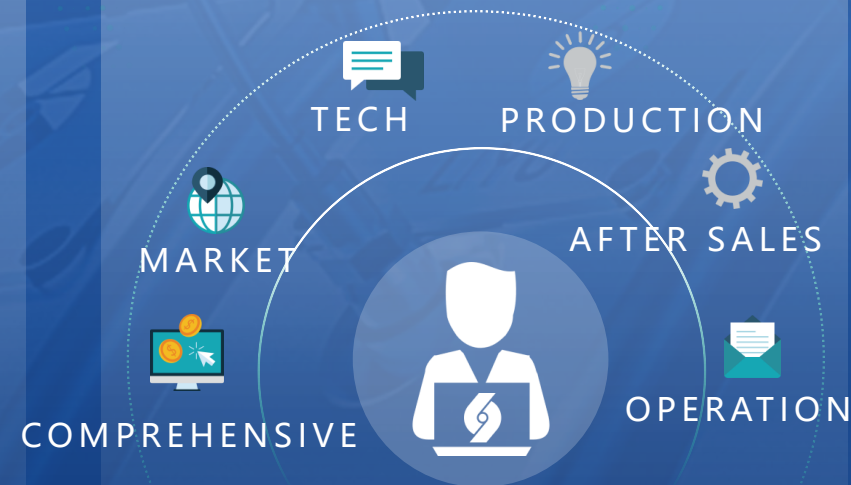 TECH
PRODUCTION
MARKET
AFTER SALES
COMPREHENSIVE
OPERATION